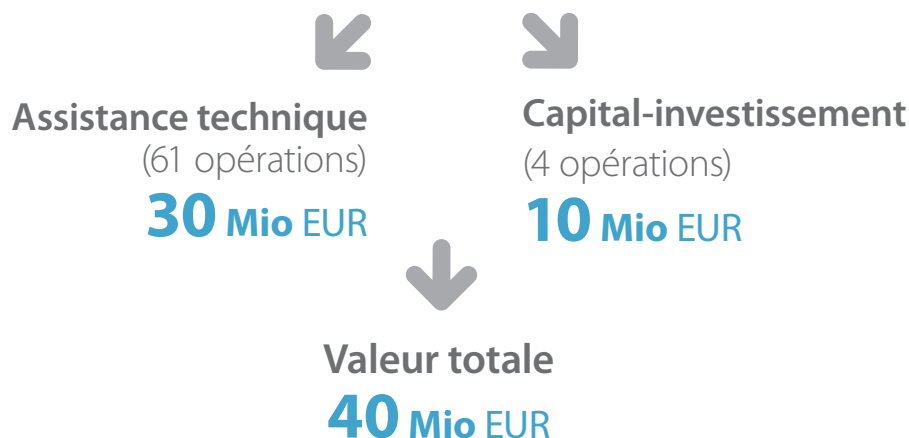 Assistance technique
(61 opérations)
30 Mio EUR
Capital-investissement
(4 opérations)
10 Mio EUR
Valeur totale
40 Mio EUR